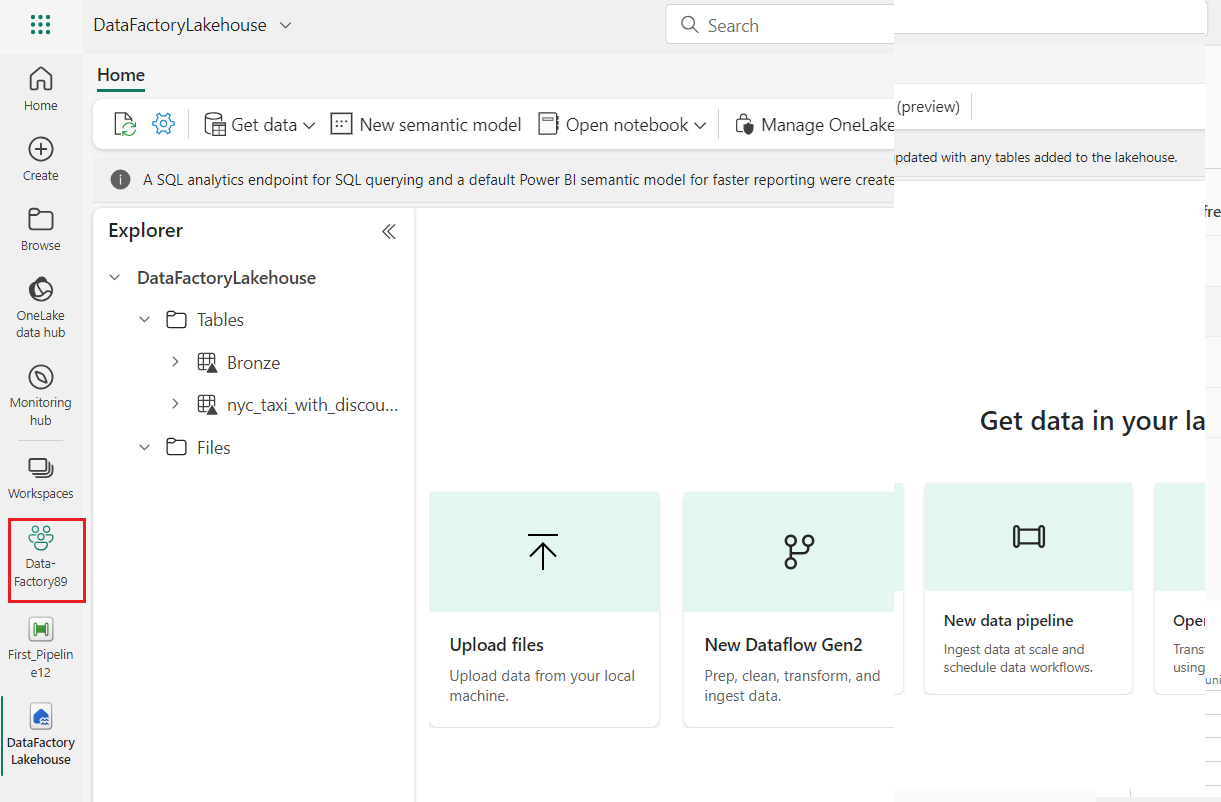 DataFactoryLakehouse
Search
Home
Create
Browse
OneLake
data hub
Monitoring
hub
Workspaces
Data-
Factory89
First_Pipelin
e12
DataFactory
Lakehouse
Home
Get data
New semantic model
Open notebook
Manage OneLake
(preview)
A SQL analytics endpoint for SQL querying and a default Power BI semantic model for faster reporting were create
updated with any tables added to the lakehouse.
Explorer
DataFactoryLakehouse
Tables
Bronze
nyc_taxi_with_discou...
Files
fre
Get data in your la
Upload files
Upload data from your local
machine.
New Dataflow Gen2
Prep, clean, transform, and
ingest data.
New data pipeline
Ingest data at scale and
schedule data workflows.
Oper
Trans
using
uni